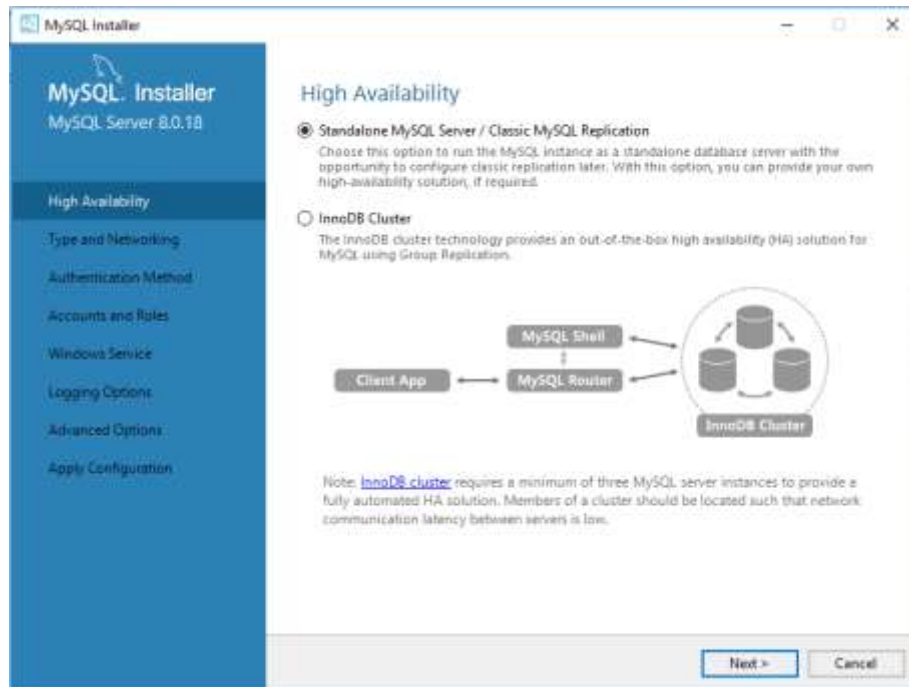 MySQL Installer
MySQL. Installer
MySQL Server 8.0.18
High Availability
Type and Networking
Authentication Method
Accounts and Roles
Windows Service
Logging Options
Advanced Options
Apply Configuration
High Availability
Standalone MySQL Server / Classic MySQL Replication
Choose this option to run the MySQL instance as a standalone database server with the
opportunity to configure classic replication later. With this option, you can provide your own
high-availability solution, if required.
InnoDB Cluster
The InnoDB cluster technology provides an out-of-the-box high availability (HA) solution for
MySQL using Group Replication.
MySQL Shell
Client App
MySQL Router
InnoDB Cluster
Note: InnoDB cluster requires a minimum of three MySQL server instances to provide a
fully automated HA solution. Members of a cluster should be located such that network
communication latency between servers is low.
Next >
Cancel